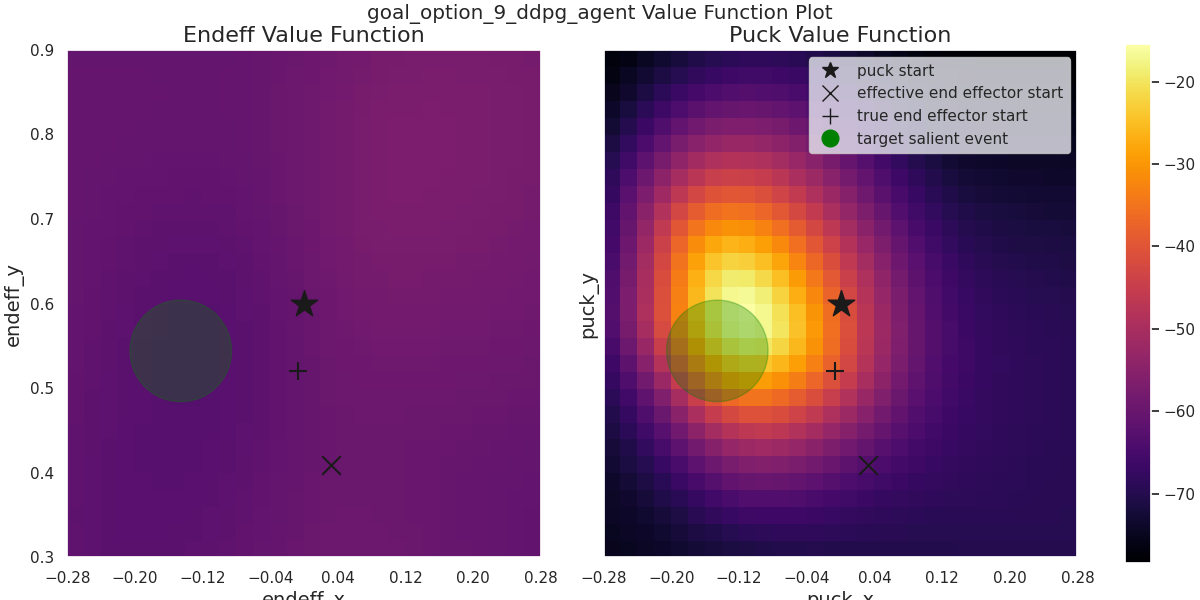 goal_option_9_ddpg_agent Value Function Plot
Endeff Value Function
Puck Value Function
endeff_y
0.9
0.8
0.7
0.6
0.5
0.4
0.3
−0.28 −0.20 −0.12 −0.04 0.04 0.12 0.20 0.28
endeff_x
puck_y
puck start
effective end effector start
true end effector start
target salient event
−0.28 −0.20 −0.12 −0.04 0.04 0.12 0.20 0.28
puck_x
−20
−30
−40
−50
−60
−70